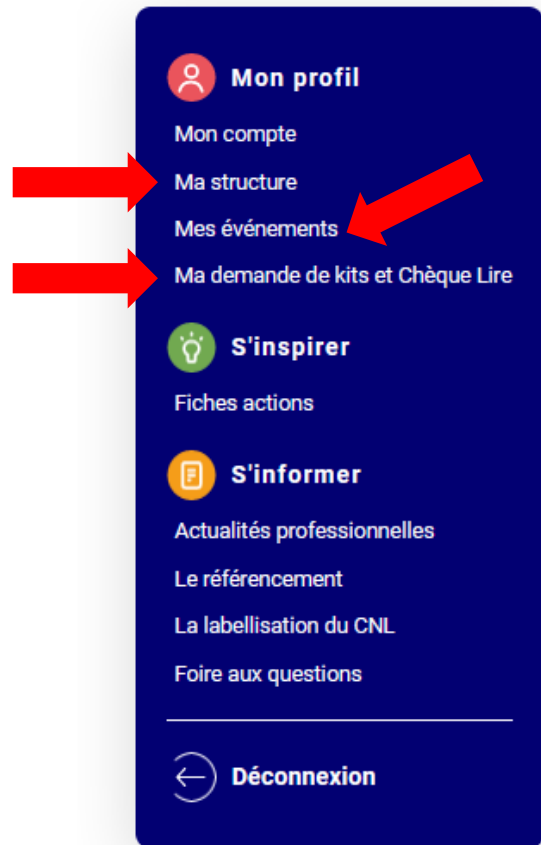 Mon profil
Mon compte
Ma structure
Mes événements
Ma demande de kits et Chèque Lire
S'inspirer
Fiches actions
S'informer
Actualités professionnelles
Le référencement
La labellisation du CNL
Foire aux questions
Déconnexion